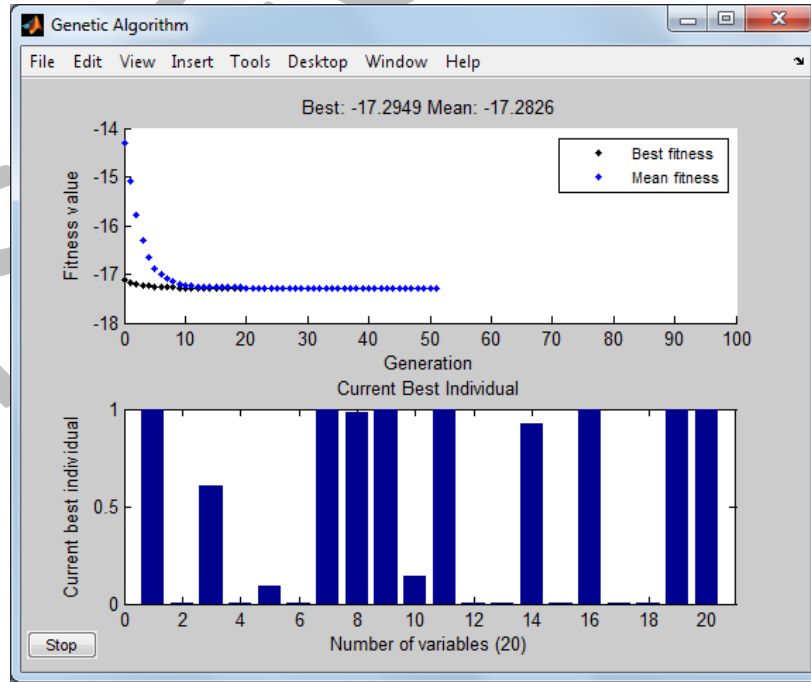 Genetic Algorithm
File Edit View Insert Tools Desktop Window Help
Best: -17.2949 Mean: -17.2826
-14
-15
-16
-17
-18
Fitness value
Best fitness
Mean fitness
0 10 20 30 40 50 60 70 80 90 100
Generation
Current Best Individual
1
0.5
0
Current best individual
0 2 4 6 8 10 12 14 16 18 20
Number of variables (20)
Stop